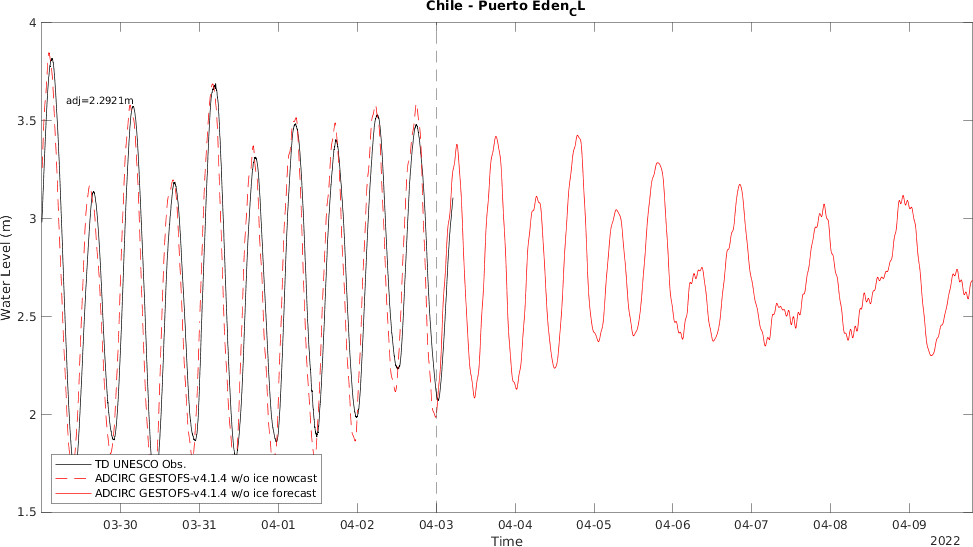 Chile - Puerto Eden_CL
4
adj=2.2921m
3.5
3
Water Level (m)
2.5
2
TD UNESCO Obs.
ADCIRC GESTOFS-v4.1.4 w/o ice nowcast
ADCIRC GESTOFS-v4.1.4 w/o ice forecast
1.5
03-30 03-31 04-01 04-02 04-03 04-04 04-05 04-06 04-07 04-08 04-09
Time
2022